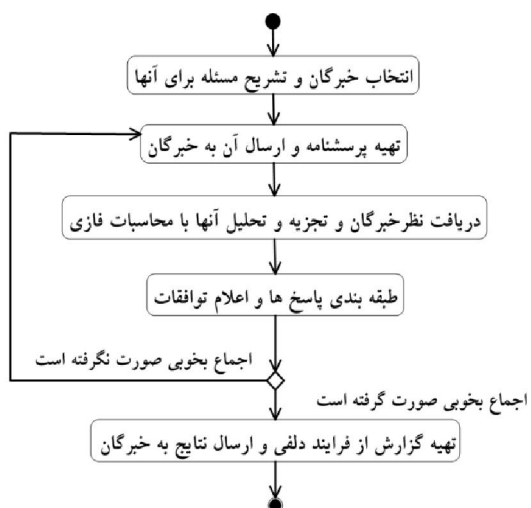 انتخاب خبرگان و تشریح مسئله برای آنها
تهیه پرسشنامه و ارسال آن به خبرگان
دریافت نظرخبرگان و تجزیه و تحلیل آنها با محاسبات فازی
طبقه بندی پاسخ ها و اعلام توافقات
اجماع بخوبی صورت نگرفته است
اجماع بخوبی صورت گرفته است
تهیه گزارش از فرایند دلفی و ارسال نتایج به خبرگان